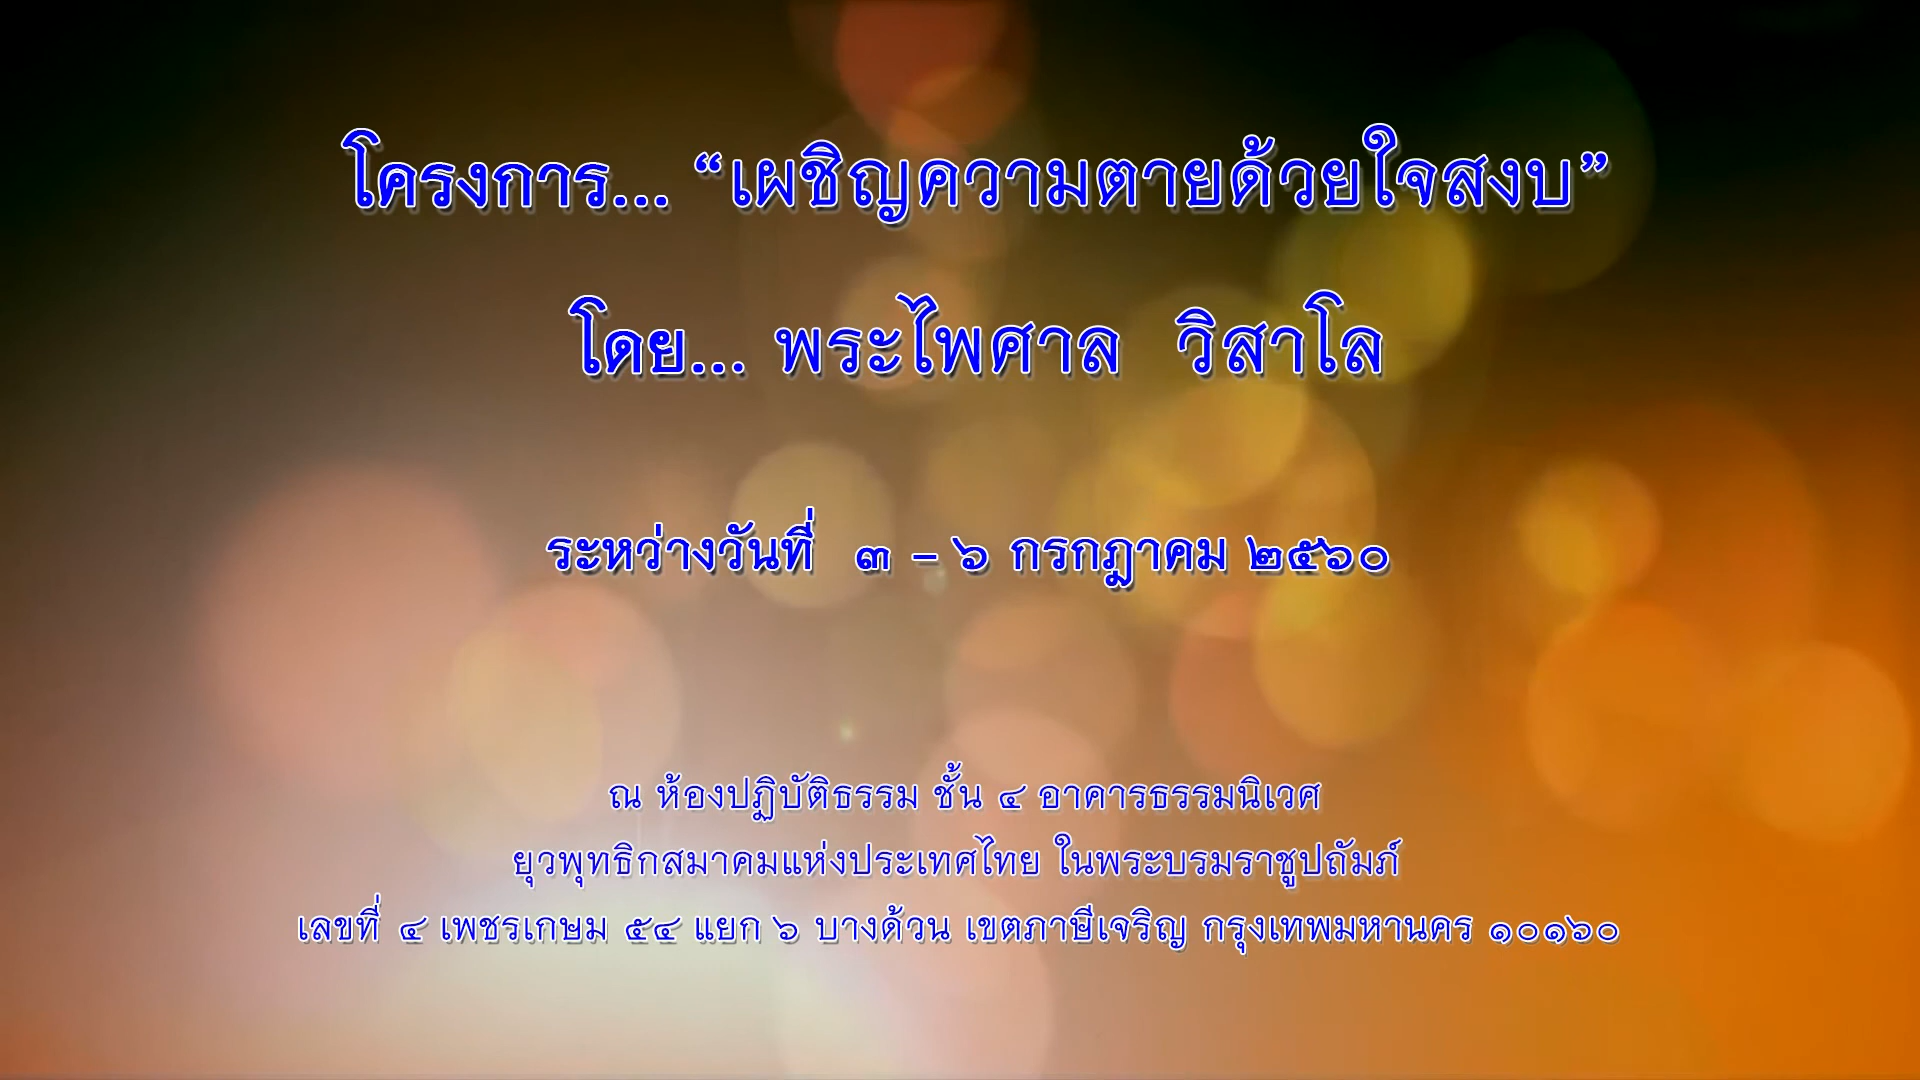 โครงการ... “เผชิญความตายด้วยใจสงบ”
โดย... พระไพศาล วิสาโล
ระหว่างวันที่ ๓ – ๖ กรกฎาคม ๒๕๖๐
ณ ห้องปฏิบัติธรรม ชั้น ๔ อาคารธรรมนิเวศ
ยุวพุทธิกสมาคมแห่งประเทศไทย ในพระบรมราชูปถัมภ์
เลขที่ ๔ เพชรเกษม ๕๔ แยก ๖ บางด้วน เขตภาษีเจริญ กรุงเทพมหานคร ๑๐๑๖๐